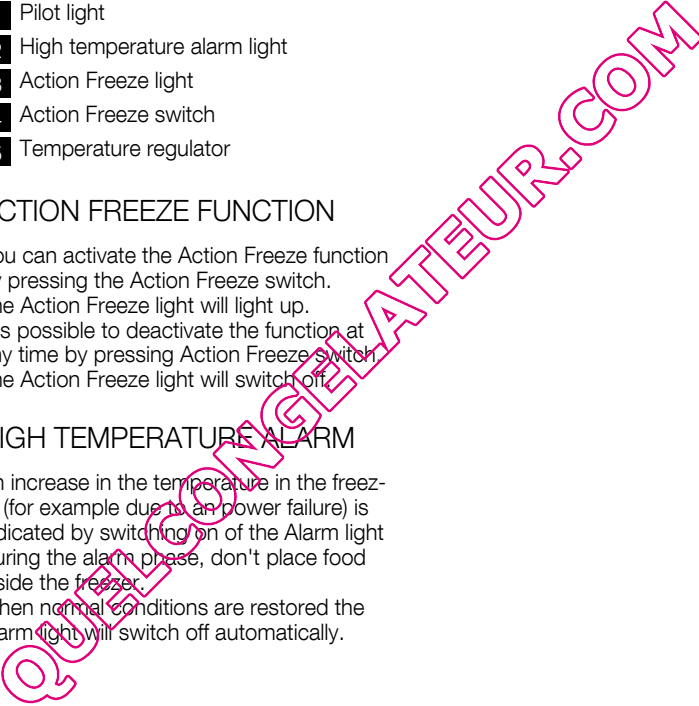 Pilot light
High temperature alarm light
Action Freeze light
Action Freeze switch
Temperature regulator
CTION FREEZE FUNCTION
ou can activate the Action Freeze function
y pressing the Action Freeze switch.
he Action Freeze light will light up.
s possible to deactivate the function at
ny time by pressing Action Freeze switch.
he Action Freeze light will switch off.
IGH TEMPERATURE ALARM
n increase in the temperature in the freez-
(for example due to an power failure) is
dicated by switching on of the Alarm light
uring the alarm phase, don't place food
side the freezer.
hen normal conditions are restored the
arm light will switch off automatically.
QUELCONGELATEUR.COM